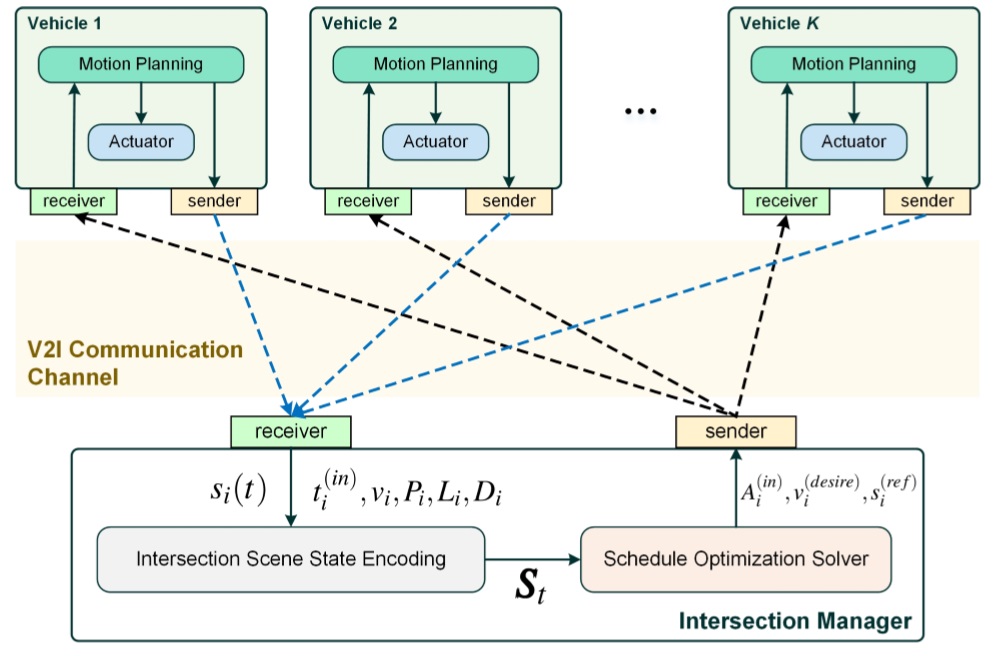 Vehicle 1
Motion Planning
Actuator
receiver
sender
Vehicle 2
Motion Planning
Actuator
receiver
sender
...
Vehicle K
Motion Planning
Actuator
receiver
sender
V2I Communication
Channel
receiver
sender
s_i(t)
t_i^{(in)}, v_i, P_i, L_i, D_i
A_i^{(in)}, v_i^{(desire)}, s_i^{(ref)}
Intersection Scene State Encoding
S_t
Schedule Optimization Solver
Intersection Manager